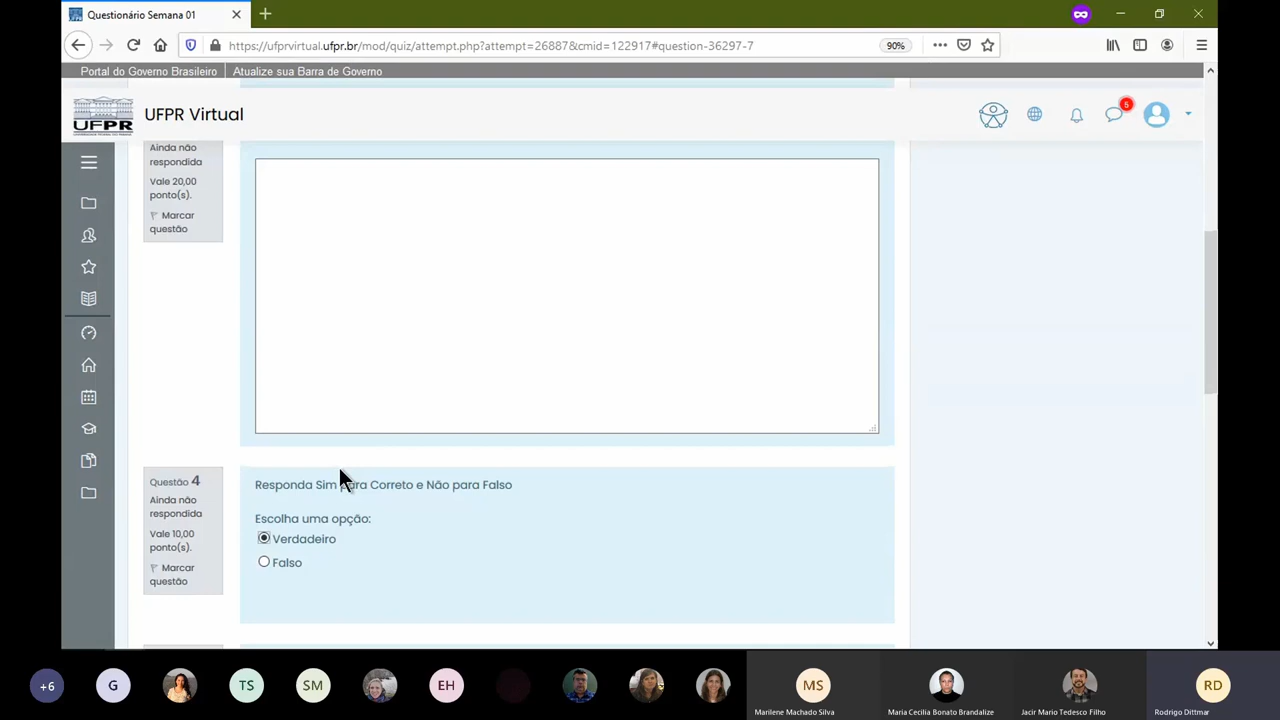 Questionário Semana 01
https://ufprvirtual.ufpr.br/mod/quiz/attempt.php?attempt=26887&cmid=122917#question-36297-7
90%
Portal do Governo Brasileiro
Atualize sua Barra de Governo
UFPR
UFPR Virtual
5
Ainda não
respondida
Vale 20,00
ponto(s).
Marcar
questão
Questão 4
Ainda não
respondida
Vale 10,00
ponto(s).
Marcar
questão
Responda Sim para Correto e Não para Falso
Escolha uma opção:
Verdadeiro
Falso
+6
G
TS
SM
EH
MS
RD
Marilene Machado Silva
Maria Cecilia Bonato Brandalize
Jacir Mario Tedesco Filho
Rodrigo Dittmar